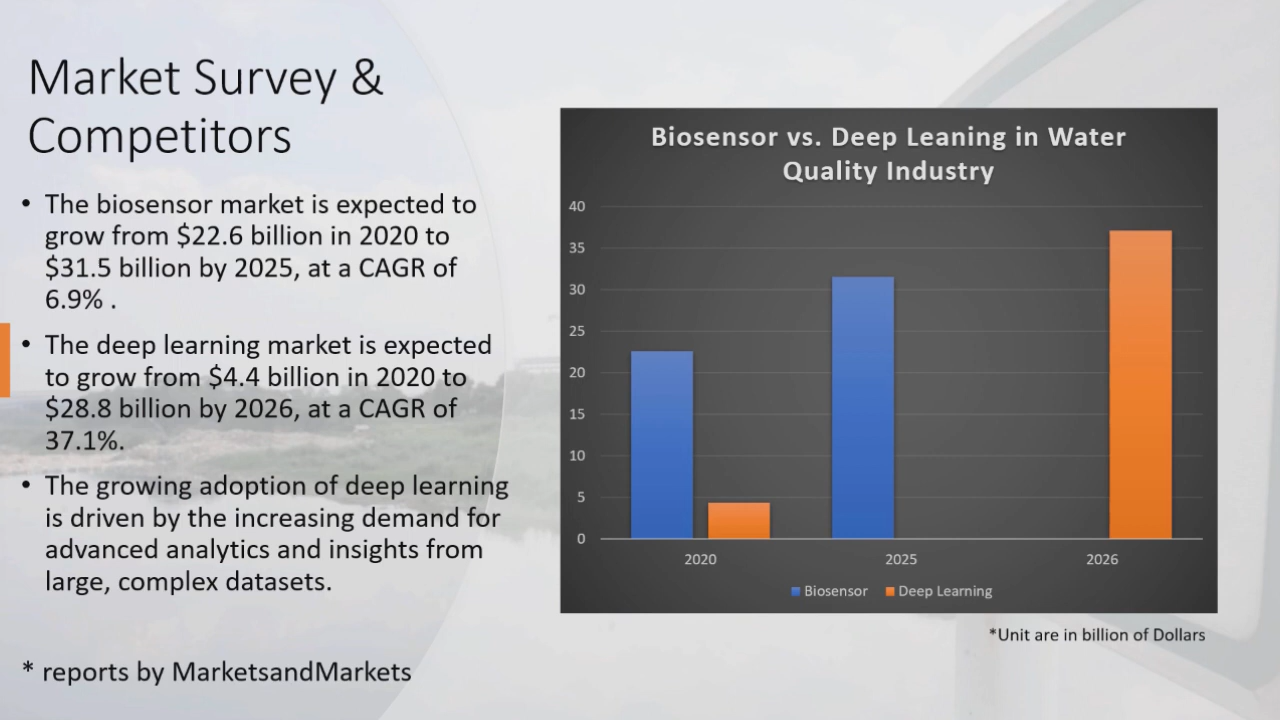 Market Survey &
Competitors
• The biosensor market is expected to
grow from $22.6 billion in 2020 to
$31.5 billion by 2025, at a CAGR of
6.9% .
• The deep learning market is expected
to grow from $4.4 billion in 2020 to
$28.8 billion by 2026, at a CAGR of
37.1%.
• The growing adoption of deep learning
is driven by the increasing demand for
advanced analytics and insights from
large, complex datasets.
* reports by MarketsandMarkets
Biosensor vs. Deep Leaning in Water
Quality Industry
40
35
30
25
20
15
10
5
0
2020 2025 2026
Biosensor Deep Learning
*Unit are in billion of Dollars